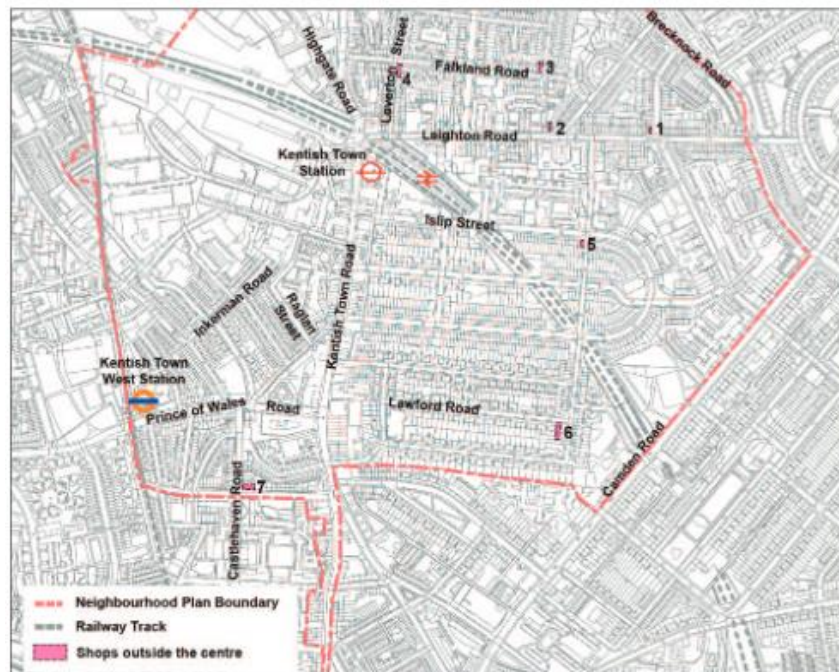 Brecknock Road
Highgate Road
Leverton Street
4
Falkland Road
3
Leighton Road
2
1
Kentish Town
Station
Islip Street
5
Inkerman Road
Raglan
Street
Kentish Town Road
Kentish Town
West Station
Prince of Wales
Road
Lawford Road
6
Camden Road
7
Castlehaven Road
Neighbourhood Plan Boundary
Railway Track
Shops outside the centre